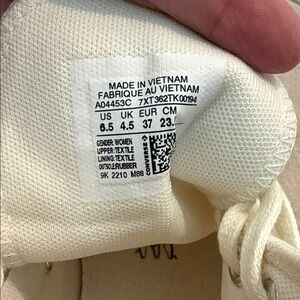 MADE IN VIETNAM
FABRIQUE AU VIETNAM
A04453C 7XT362TK00194
US UK EUR CM
6.5 4.5 37 23.
GENDER: WOMEN
UPPER:TEXTILE
LINING:TEXTILE
OUTSOLE:RUBBER
9K 2210 M88
CONVERSE